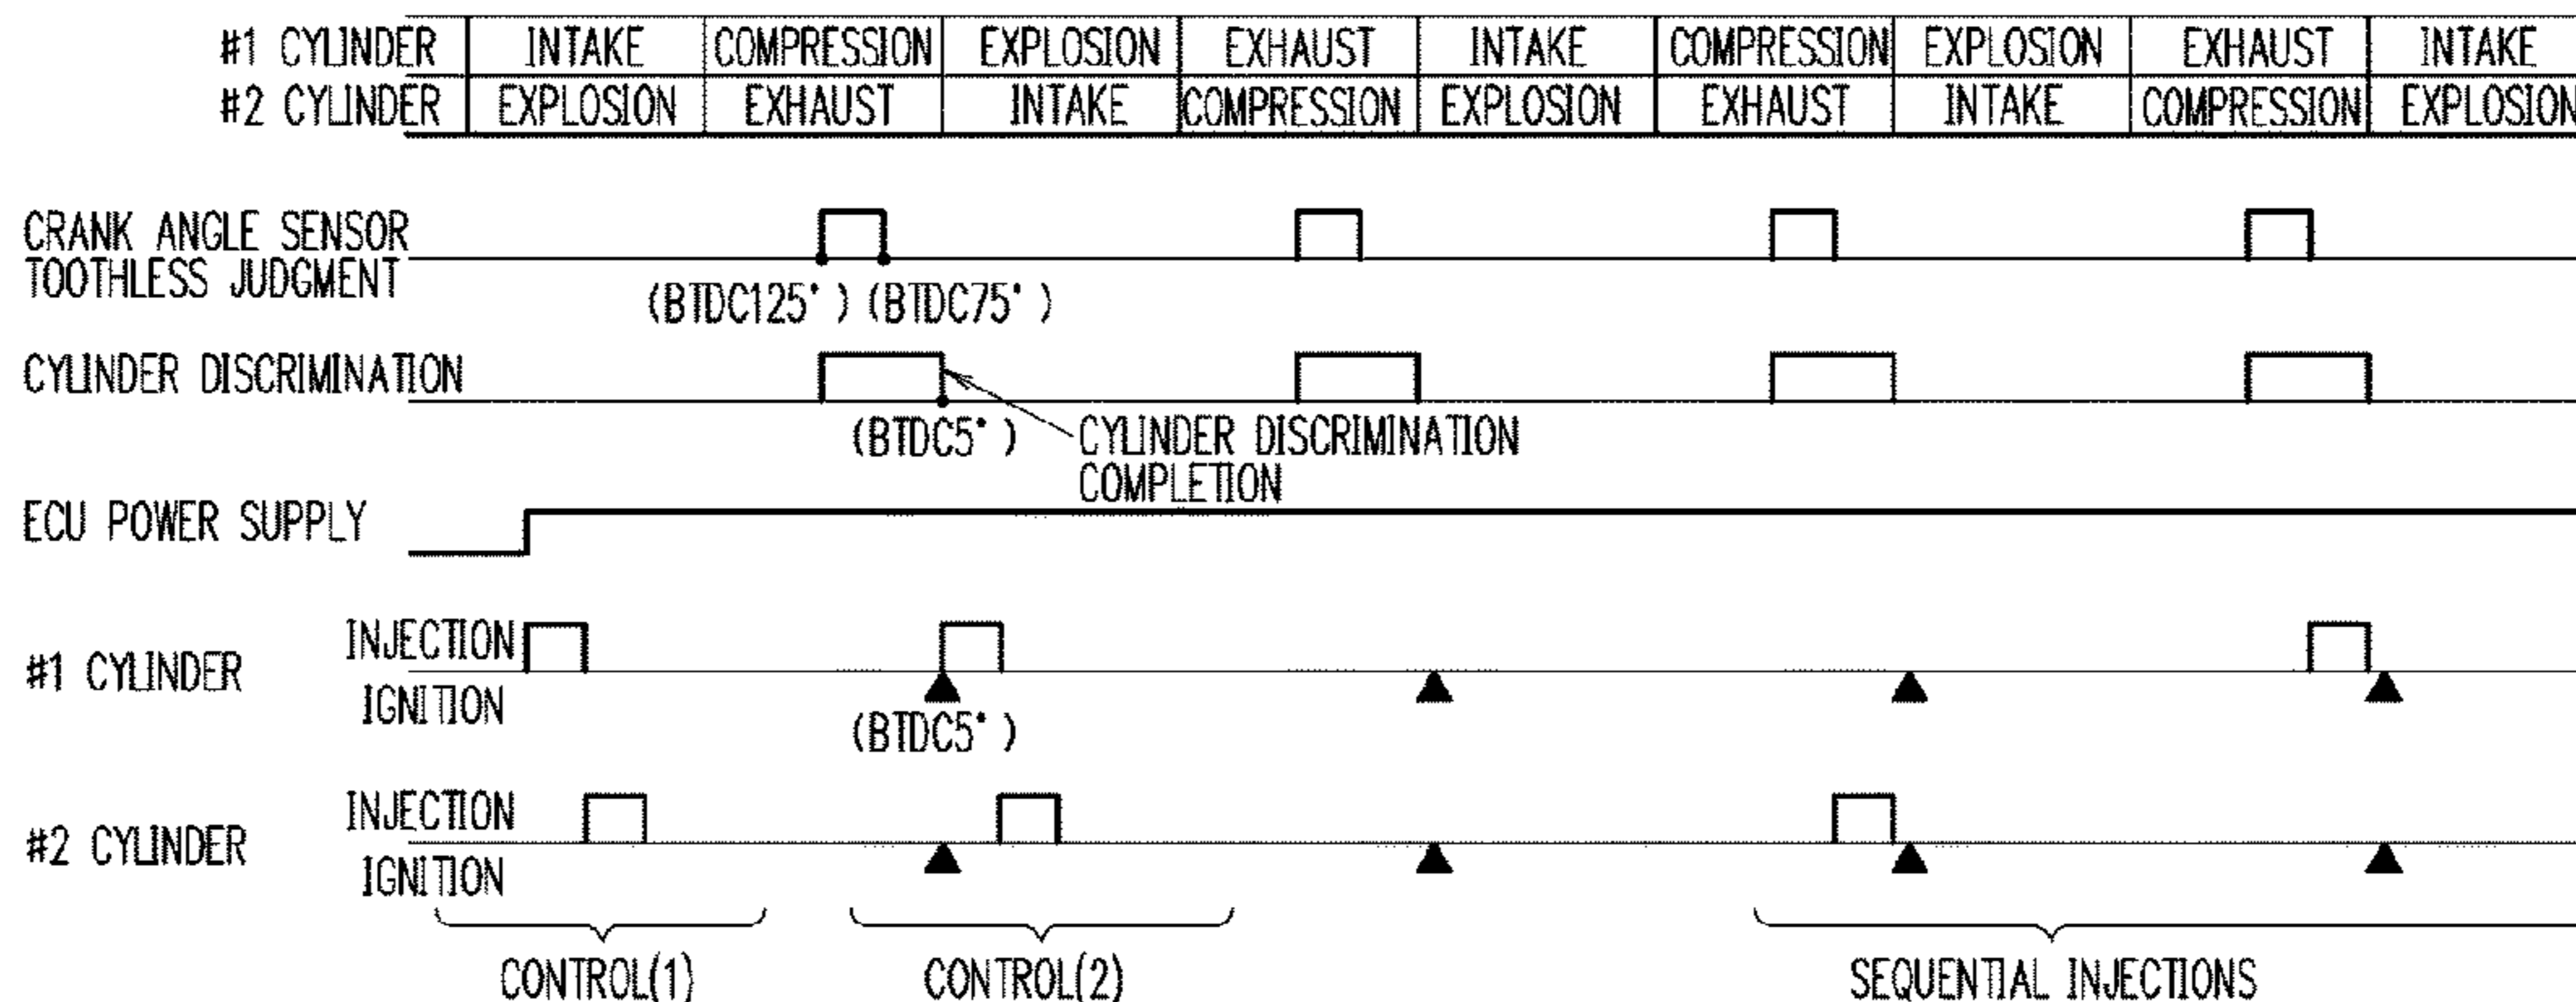 #1 CYLINDER INTAKE COMPRESSION EXPLOSION EXHAUST INTAKE COMPRESSION EXPLOSION EXHAUST INTAKE
#2 CYLINDER EXPLOSION EXHAUST INTAKE COMPRESSION EXPLOSION EXHAUST INTAKE COMPRESSION EXPLOSION
CRANK ANGLE SENSOR
TOOTHLESS JUDGMENT
(BTDC125°) (BTDC75°)
CYLINDER DISCRIMINATION
(BTDC5°) CYLINDER DISCRIMINATION
COMPLETION
ECU POWER SUPPLY
INJECTION
#1 CYLINDER
IGNITION
(BTDC5°)
INJECTION
#2 CYLINDER
IGNITION
CONTROL(1) CONTROL(2) SEQUENTIAL INJECTIONS